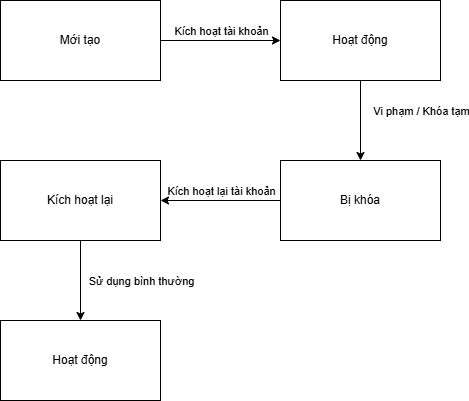 Mới tạo
Kích hoạt tài khoản
Hoạt động
Vi phạm / Khóa tạm
Bị khóa
Kích hoạt lại tài khoản
Kích hoạt lại
Sử dụng bình thường
Hoạt động